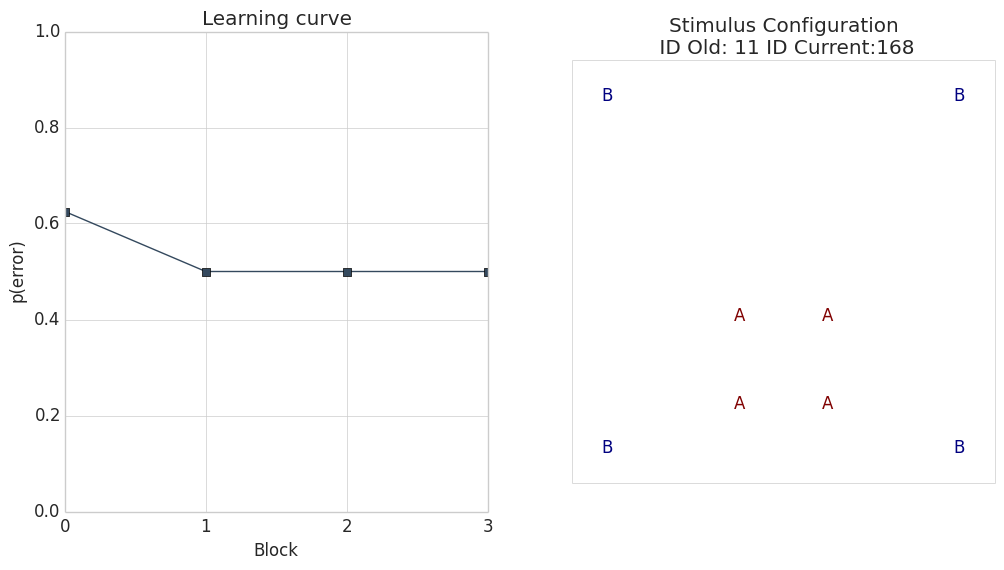 Learning curve
1.0
0.8
0.6
0.4
0.2
0.0
p(error)
0 1 2 3
Block
Stimulus Configuration
ID Old: 11 ID Current:168
B B
A A
A A
B B